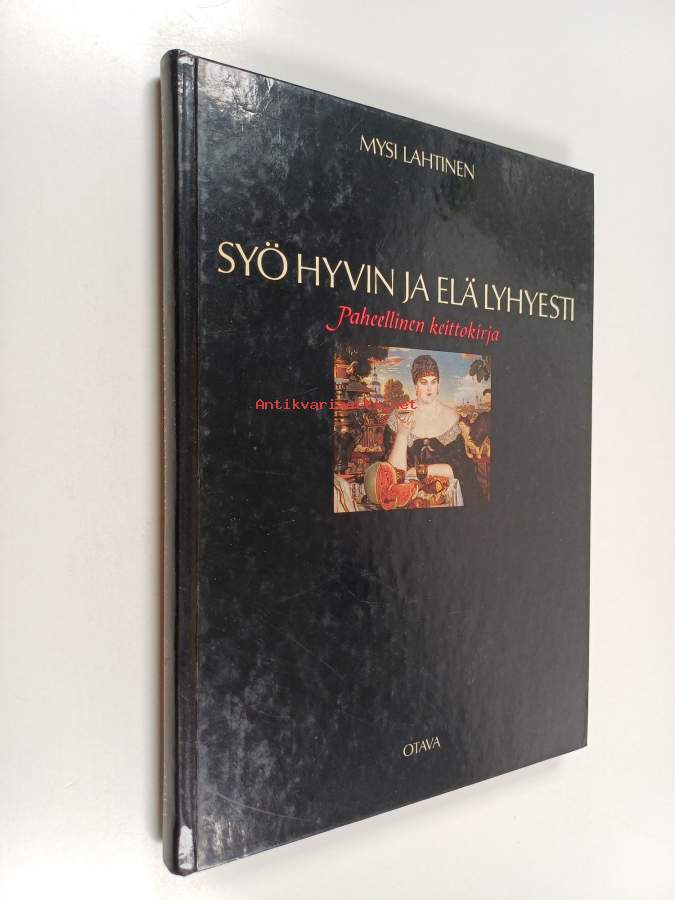 MYSI LAHTINEN
SYÖ HYVIN JA ELÄ LYHYESTI
Paheellinen keittokirja
OTAVA